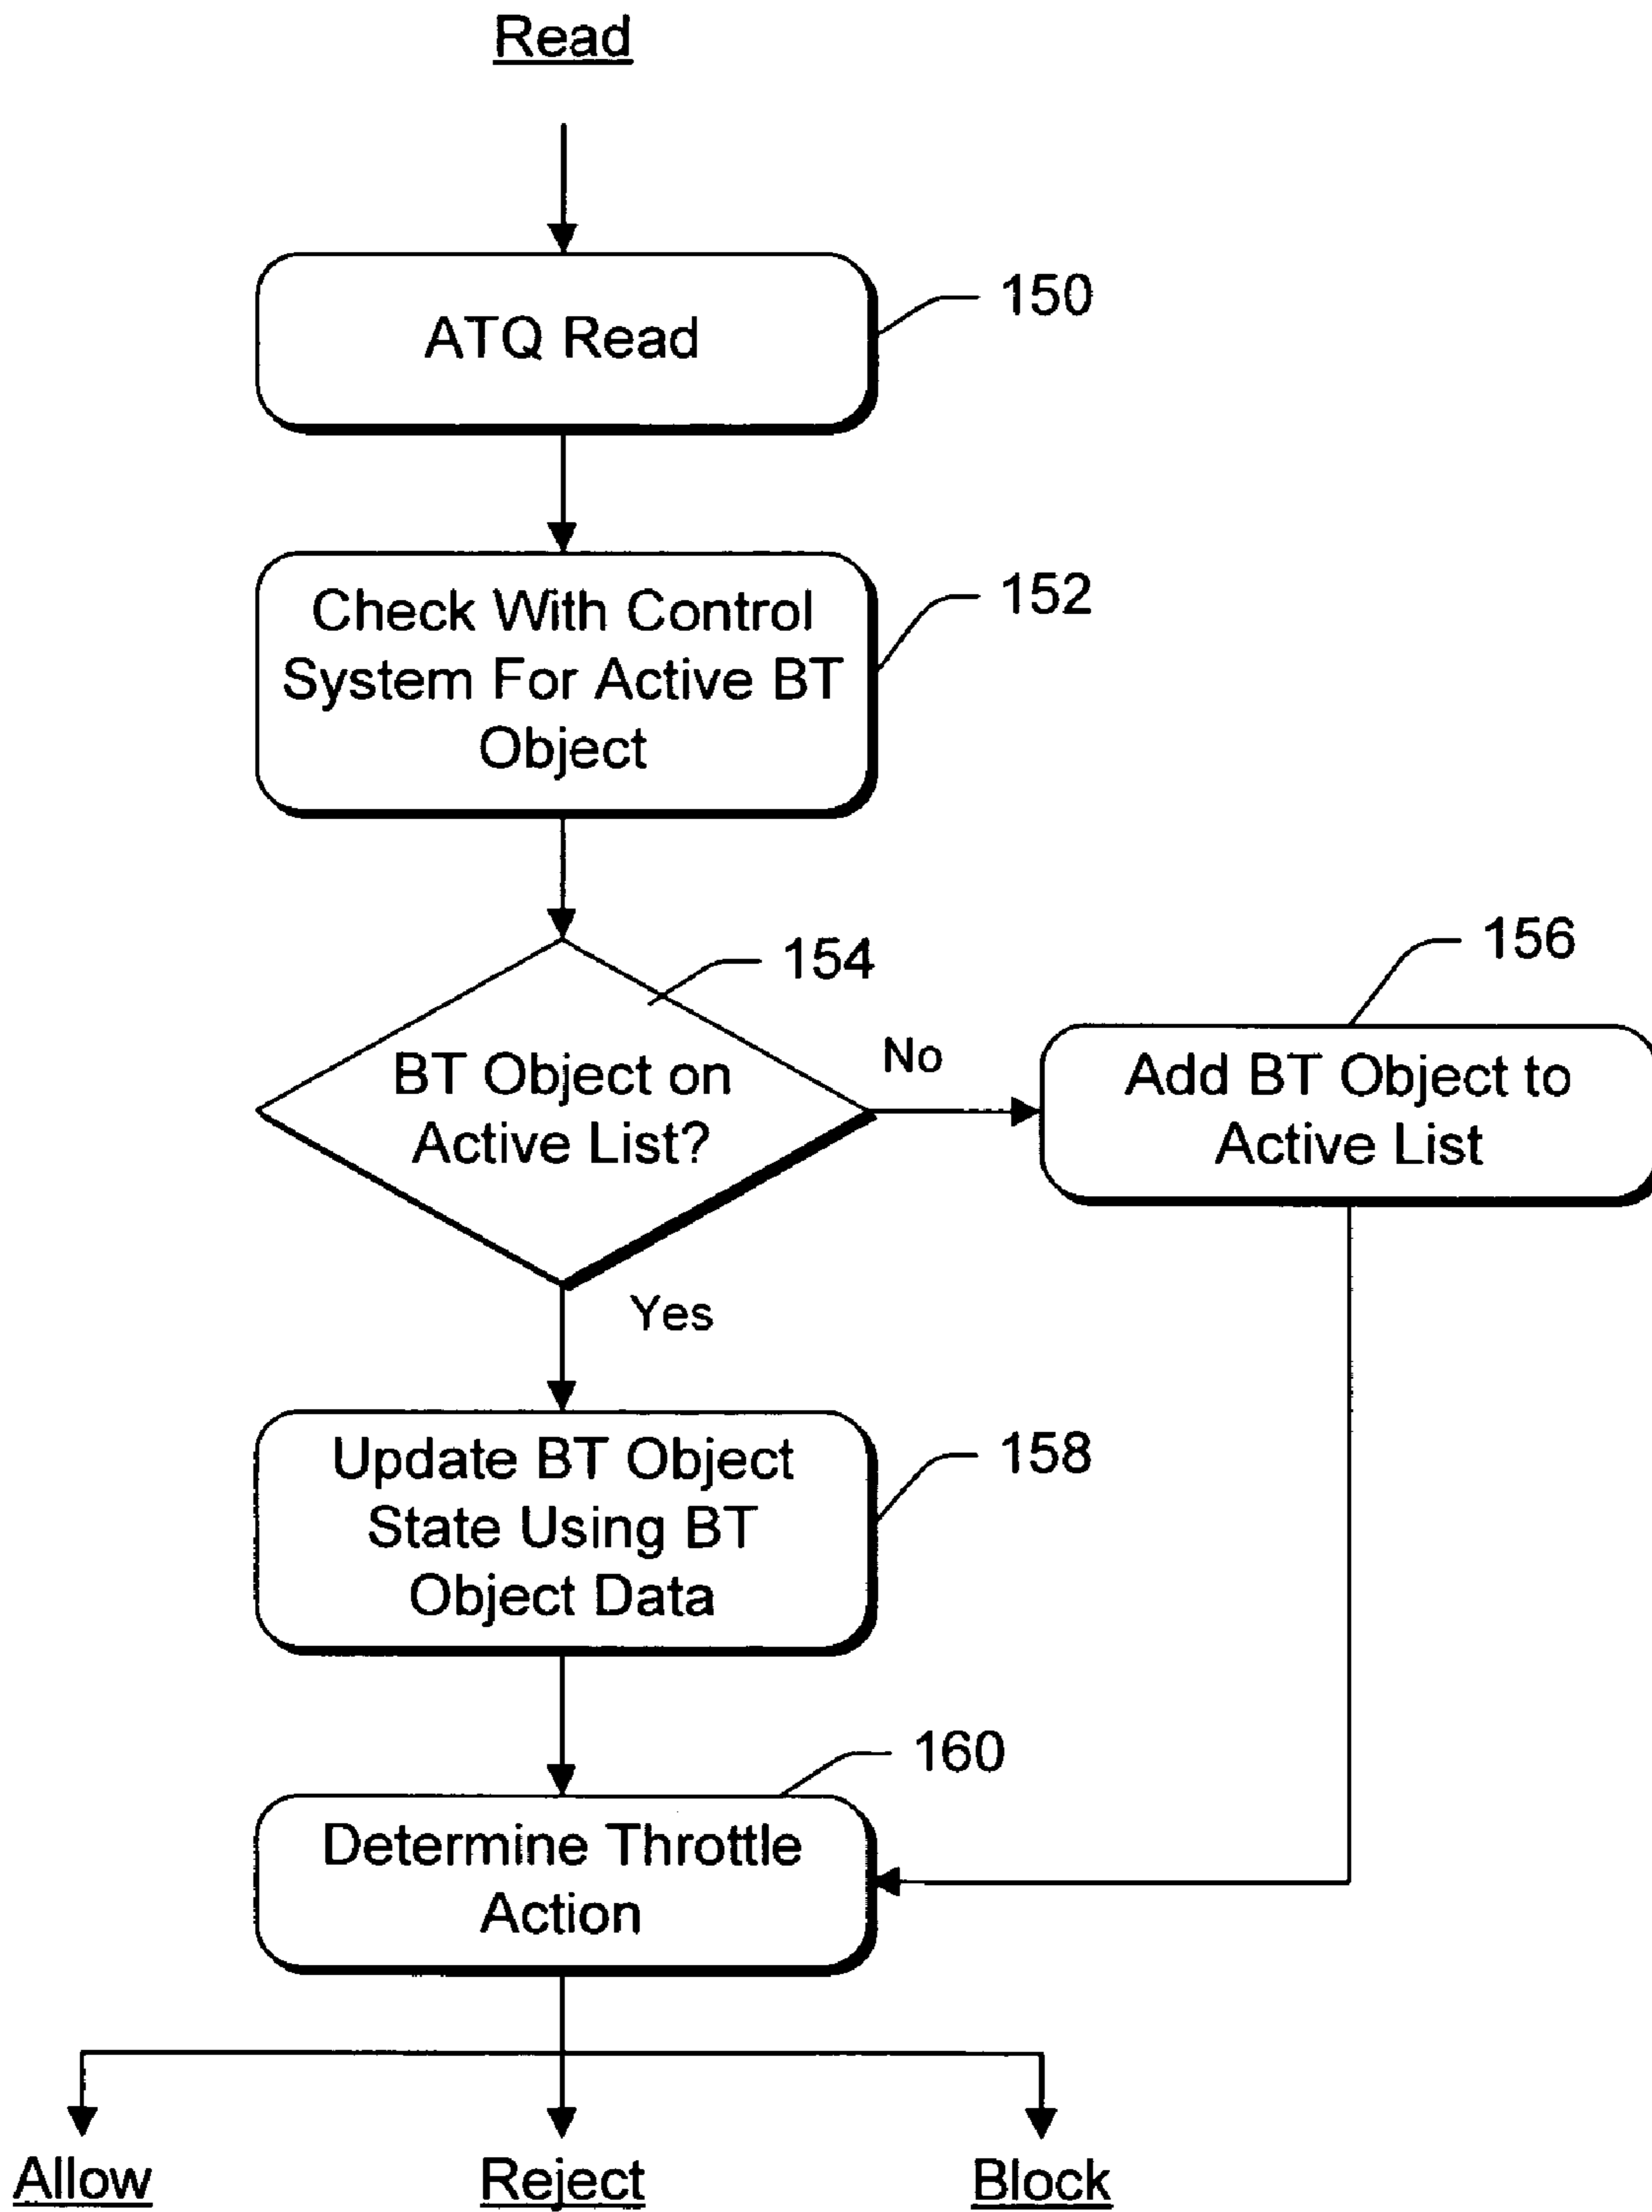 Read
ATQ Read
150
Check With Control
System For Active BT
Object
152
BT Object on
Active List?
154
No
Add BT Object to
Active List
156
Yes
Update BT Object
State Using BT
Object Data
158
Determine Throttle
Action
160
Allow
Reject
Block